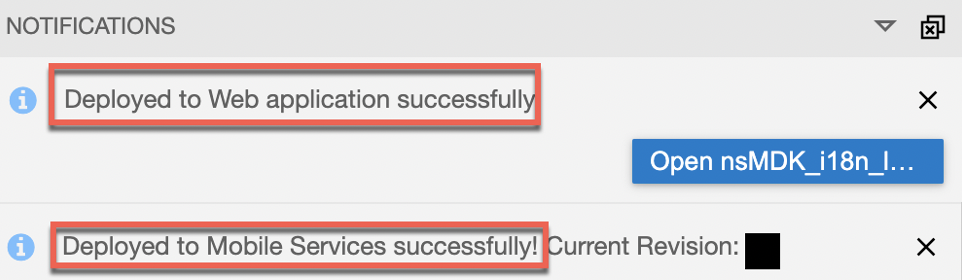 NOTIFICATIONS
Deployed to Web application successfully
Open nsMDK_i18n_l...
Deployed to Mobile Services successfully! Current Revision: